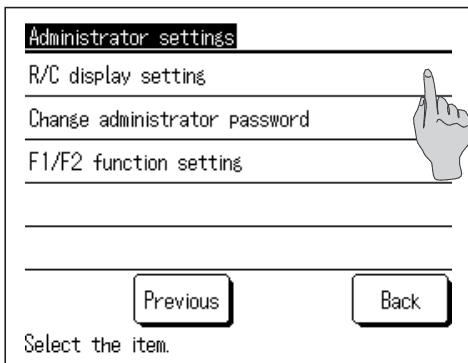 Administrator settings
R/C display setting
Change administrator password
F1/F2 function setting
Previous
Back
Select the item.